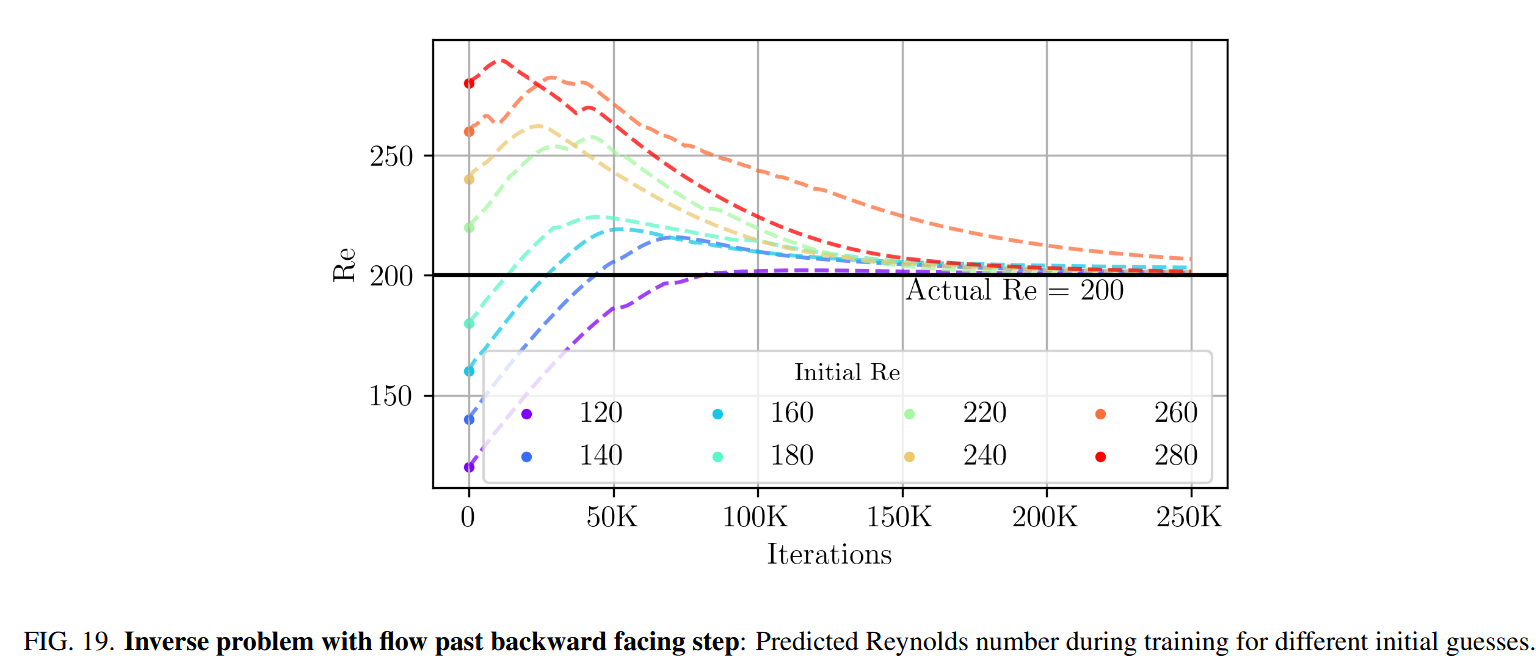 250
200
150
Re
Actual Re = 200
Initial Re
120 160 220 260
140 180 240 280
0 50K 100K 150K 200K 250K
Iterations
FIG. 19. Inverse problem with flow past backward facing step: Predicted Reynolds number during training for different initial guesses.